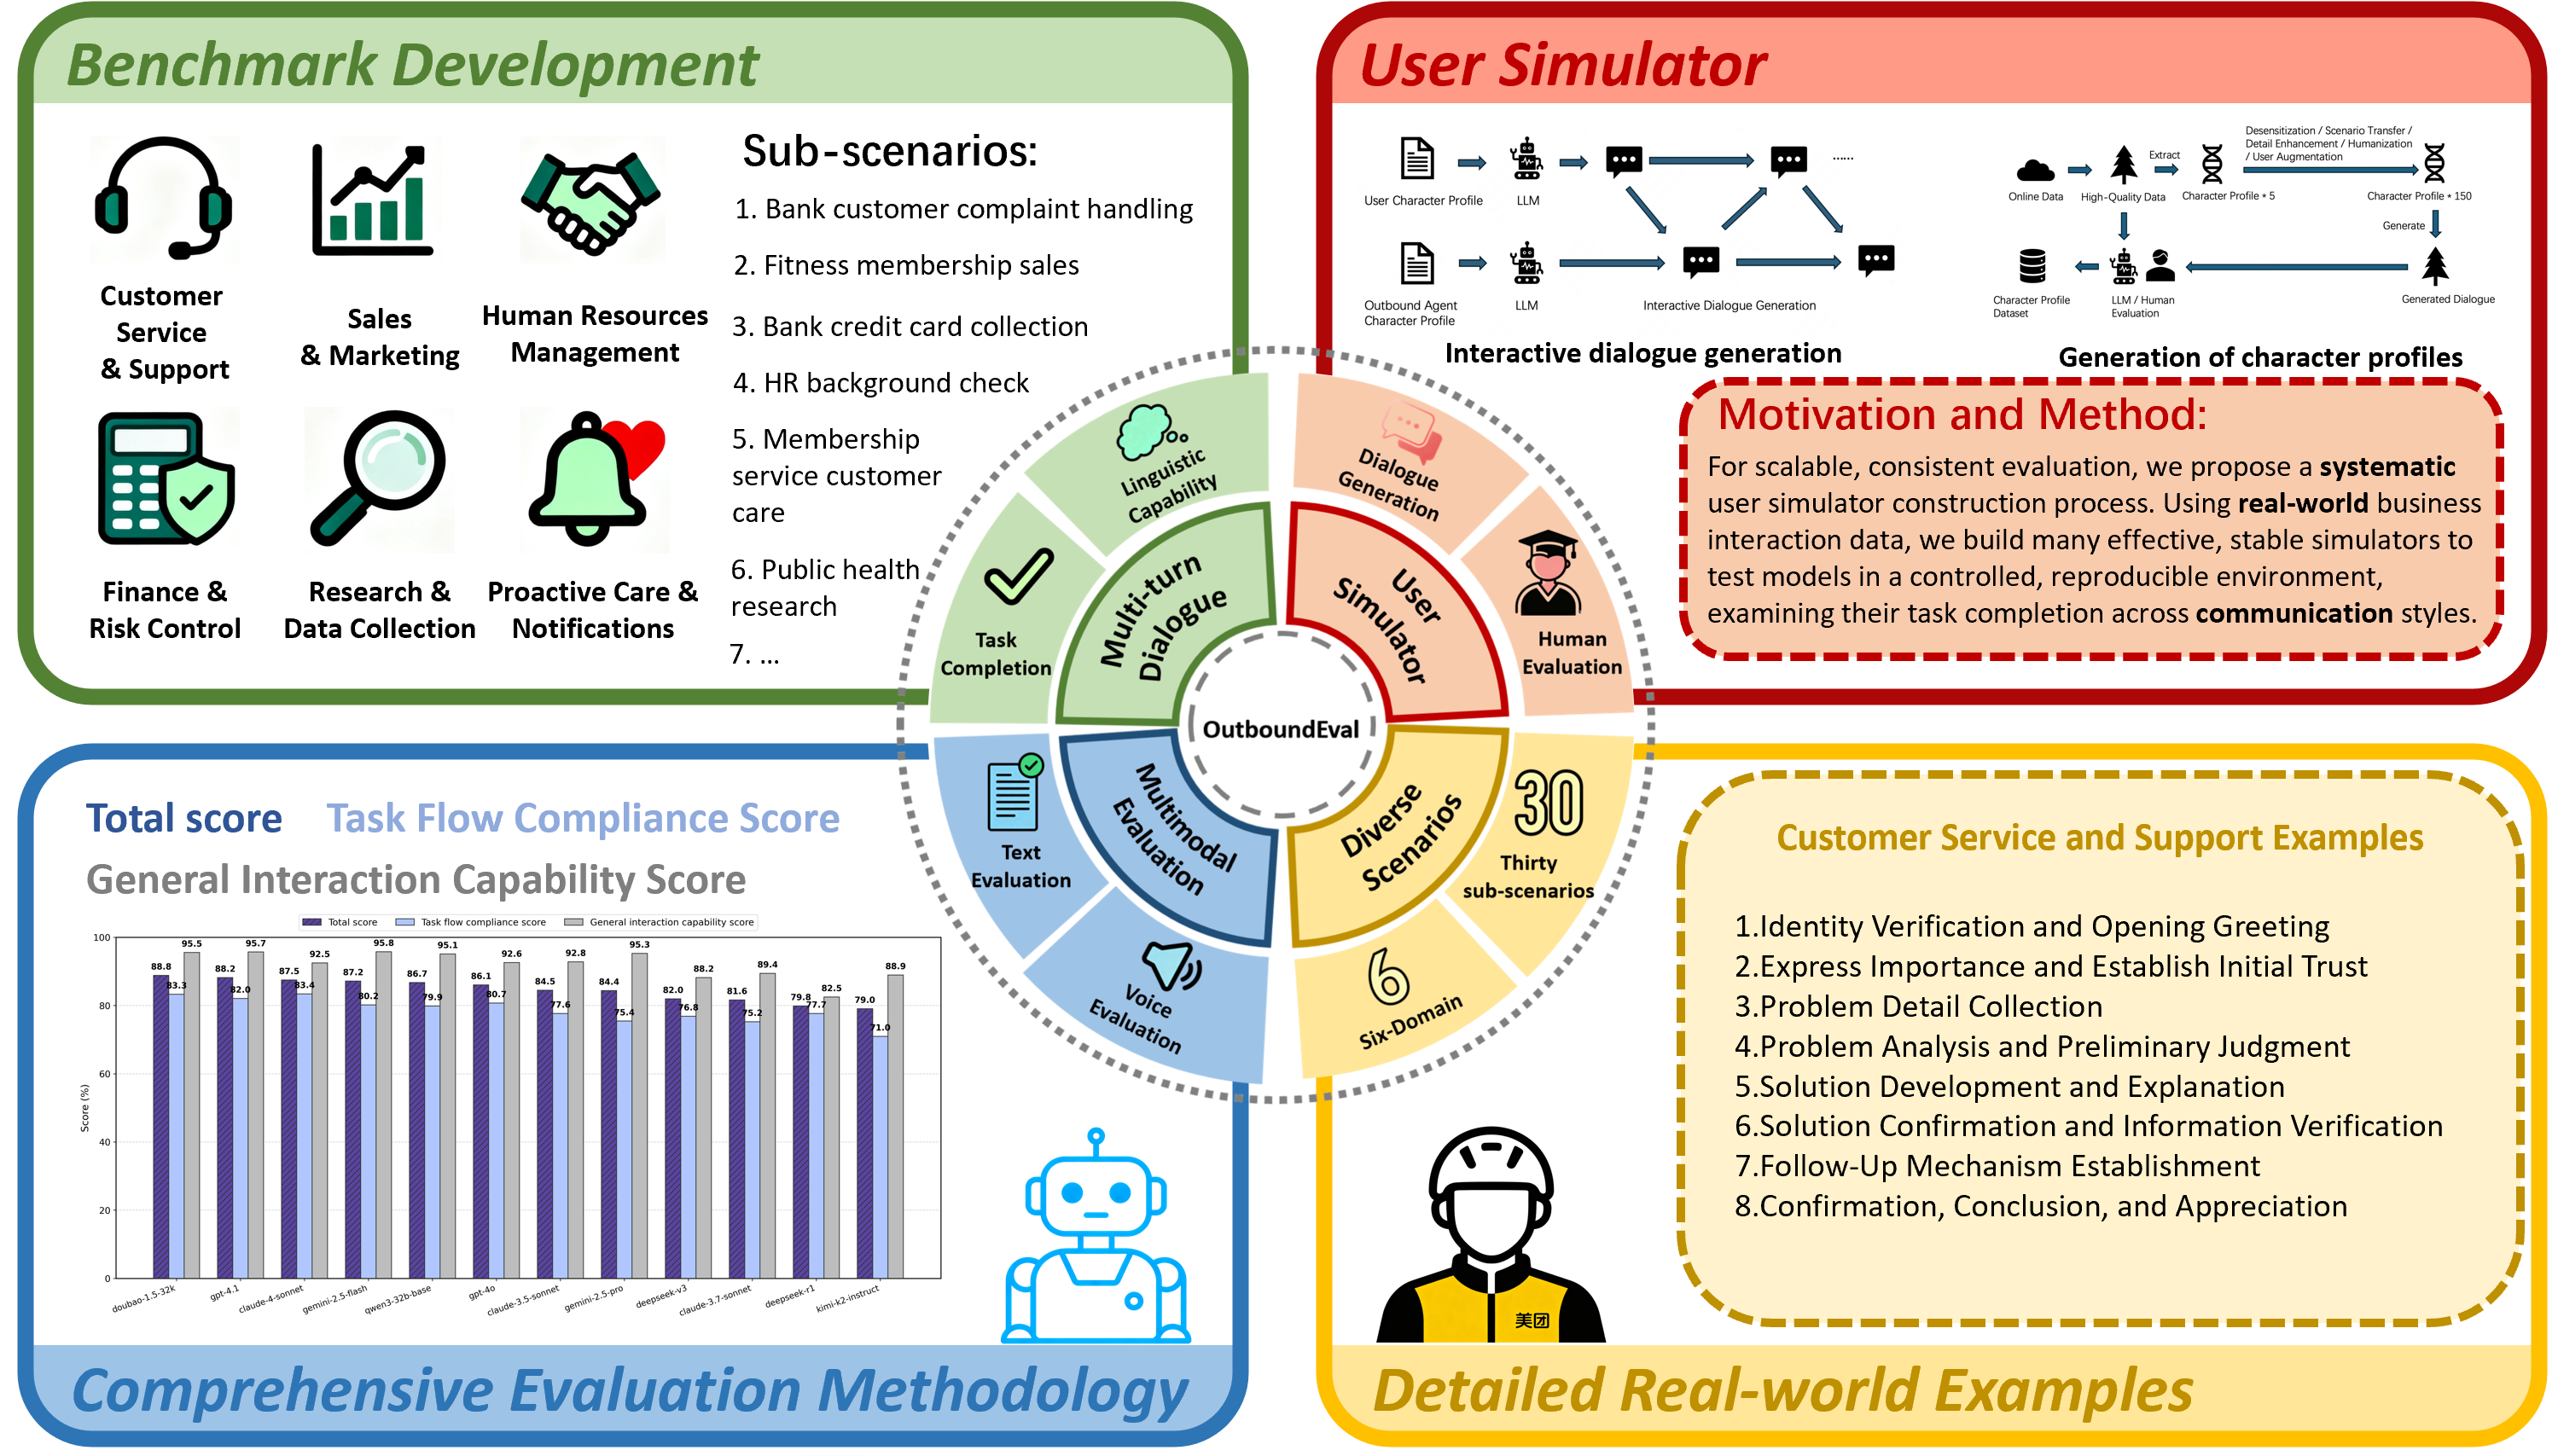 Benchmark Development
Customer
Service
& Support
Sales
& Marketing
Human Resources
Management
Finance &
Risk Control
Research &
Data Collection
Proactive Care &
Notifications
Sub-scenarios:
1. Bank customer complaint handling
2. Fitness membership sales
3. Bank credit card collection
4. HR background check
5. Membership
service customer
care
6. Public health
research
7. ...
User Simulator
User Character Profile
LLM
......
Outbound Agent
Character Profile
LLM
Interactive Dialogue Generation
Interactive dialogue generation
Online Data
High-Quality Data
Extract
Character Profile * 5
Desensitization / Scenario Transfer /
Detail Enhancement / Humanization
/ User Augmentation
Character Profile * 150
Generate
Character Profile
Dataset
LLM / Human
Evaluation
Generated Dialogue
Generation of character profiles
Motivation and Method:
For scalable, consistent evaluation, we propose a systematic
user simulator construction process. Using real-world business
interaction data, we build many effective, stable simulators to
test models in a controlled, reproducible environment,
examining their task completion across communication styles.
Linguistic
Capability
Task
Completion
Multi-turn
Dialogue
Dialogue
Generation
Human
Evaluation
User
Simulator
OutboundEval
Text
Evaluation
Voice
Evaluation
Multimodal
Evaluation
Diverse
Scenarios
30
Thirty
sub-scenarios
6
Six-Domain
Total score
Task Flow Compliance Score
General Interaction Capability Score
Total score
Task flow compliance score
General interaction capability score
Score (%)
100
80
60
40
20
0
88.8
83.3
95.5
88.2
82.0
95.7
87.5
83.4
92.5
87.2
80.2
95.8
86.7
79.9
95.1
86.1
80.7
92.6
84.5
77.6
92.8
84.4
75.4
95.3
82.0
76.8
88.2
81.6
75.2
89.4
79.8
77.7
82.5
79.0
71.0
88.9
doubao-1.5-32k
gpt-4.1
claude-4-sonnet
gemini-2.5-flash
qwen3-32b-base
gpt-4o
claude-3.5-sonnet
gemini-2.5-pro
deepseek-v3
claude-3.7-sonnet
deepseek-r1
kimi-k2-instruct
Comprehensive Evaluation Methodology
Customer Service and Support Examples
1.Identity Verification and Opening Greeting
2.Express Importance and Establish Initial Trust
3.Problem Detail Collection
4.Problem Analysis and Preliminary Judgment
5.Solution Development and Explanation
6.Solution Confirmation and Information Verification
7.Follow-Up Mechanism Establishment
8.Confirmation, Conclusion, and Appreciation
美团
Detailed Real-world Examples